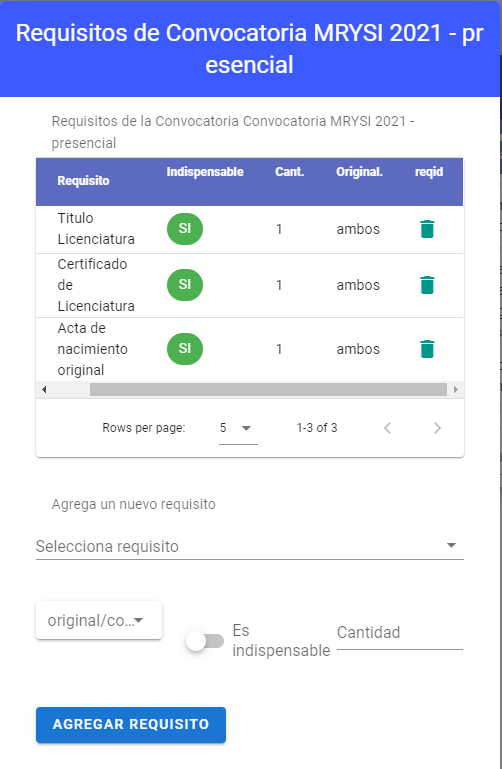 Requisitos de Convocatoria MRYSI 2021 - pr
esencial
Requisitos de la Convocatoria Convocatoria MRYSI 2021 -
presencial
Requisito Indispensable Cant. Original. reqid
Titulo
Licenciatura SI 1 ambos
Certificado
de
Licenciatura SI 1 ambos
Acta de
nacimiento
original SI 1 ambos
Rows per page: 5 1-3 of 3
Agrega un nuevo requisito
Selecciona requisito
original/co...
Es
indispensable
Cantidad
AGREGAR REQUISITO